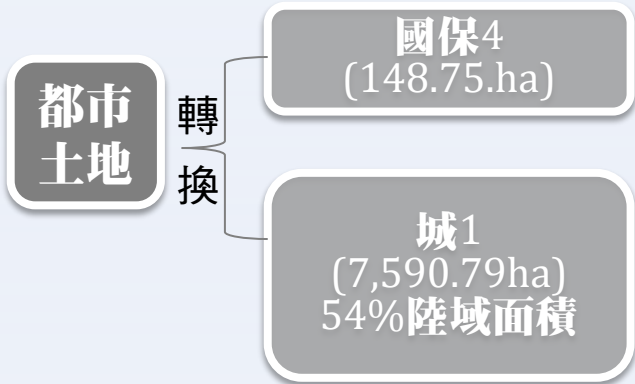 都市
土地
轉
換
國保4
(148.75.ha)
城1
(7,590.79ha)
54%陸域面積